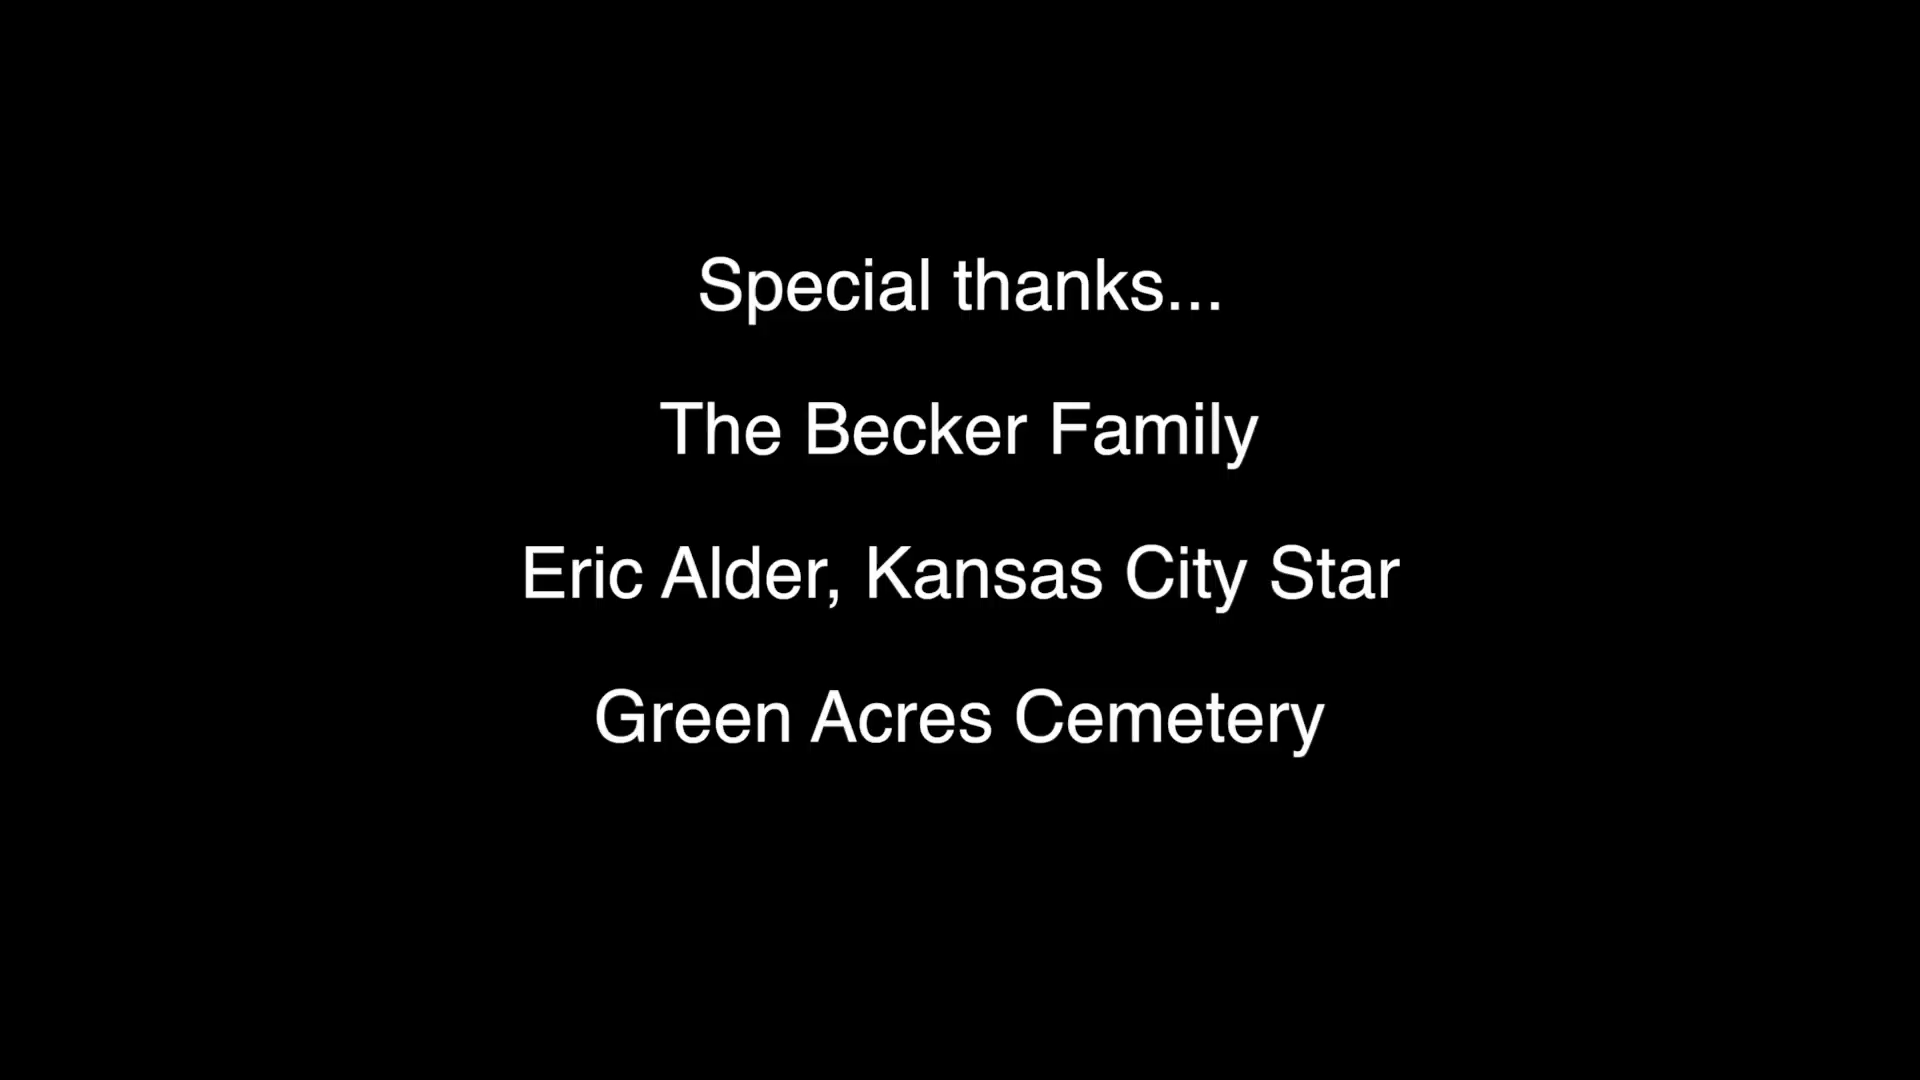 Special thanks...
The Becker Family
Eric Alder, Kansas City Star
Green Acres Cemetery